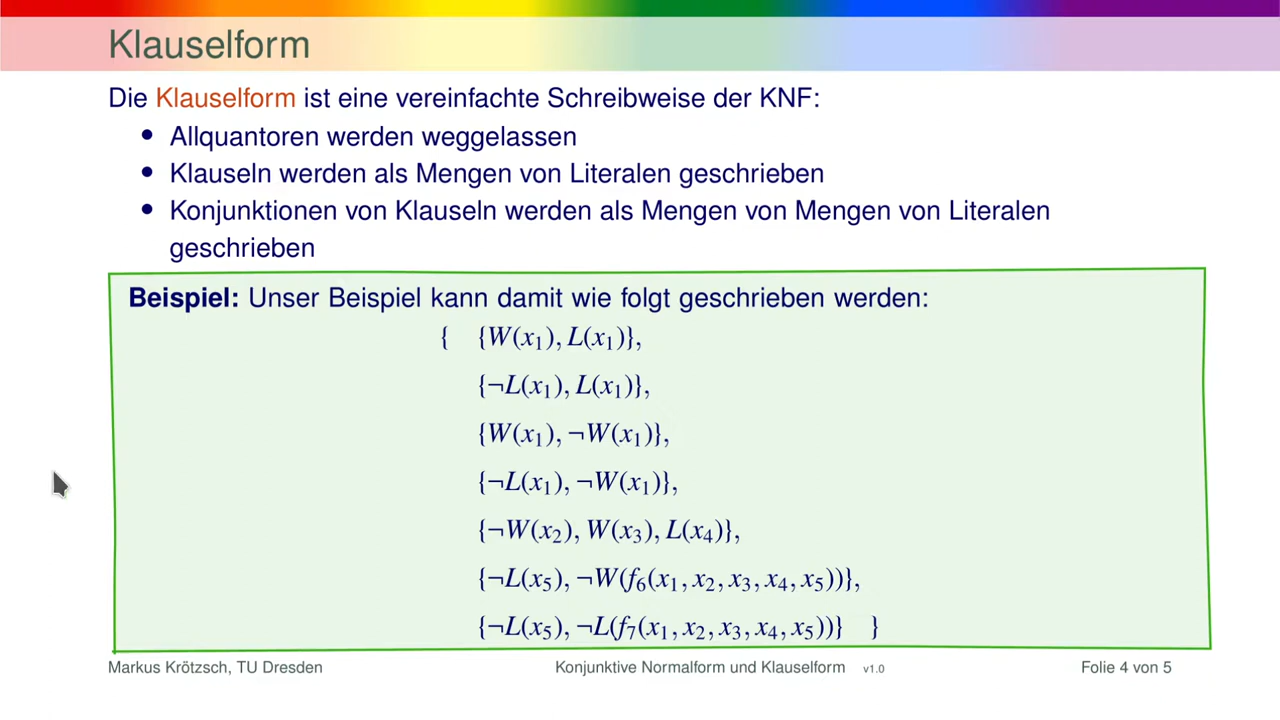 Klauselform
Die Klauselform ist eine vereinfachte Schreibweise der KNF:
• Allquantoren werden weggelassen
• Klauseln werden als Mengen von Literalen geschrieben
• Konjunktionen von Klauseln werden als Mengen von Mengen von Literalen
geschrieben
Beispiel: Unser Beispiel kann damit wie folgt geschrieben werden:
{ {W(x₁), L(x₁)},
{¬L(x₁), L(x₁)},
{W(x₁), ¬W(x₁)},
{¬L(x₁), ¬W(x₁)},
{¬W(x₂), W(x₃), L(x₄)},
{¬L(x₅), ¬W(f₆(x₁, x₂, x₃, x₄, x₅))},
{¬L(x₅), ¬L(f₇(x₁, x₂, x₃, x₄, x₅))} }
Markus Krötzsch, TU Dresden Konjunktive Normalform und Klauselform v1.0 Folie 4 von 5